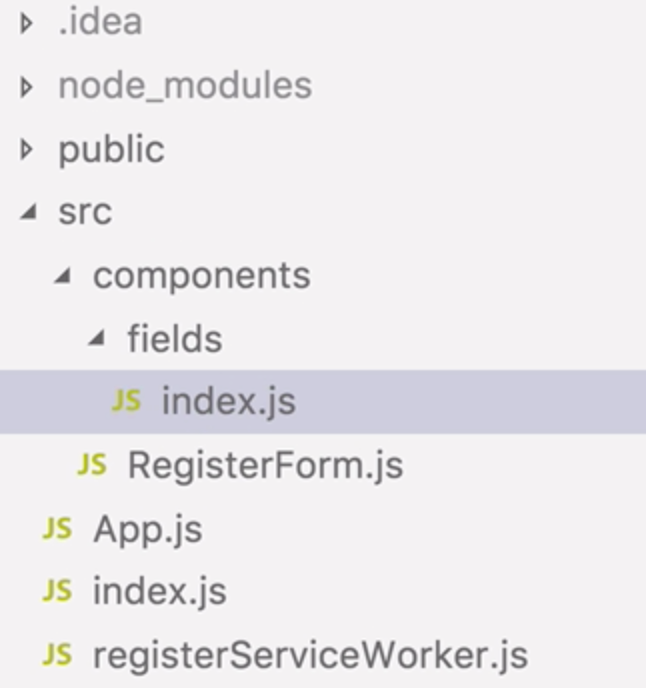 .idea
node_modules
public
src
components
fields
JS index.js
JS RegisterForm.js
JS App.js
JS index.js
JS registerServiceWorker.js